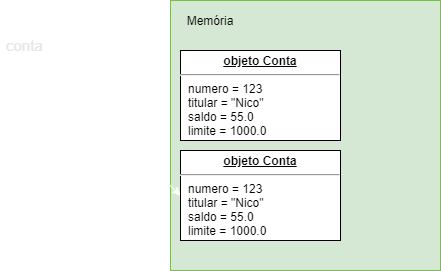 Memória
conta
objeto Conta
numero = 123
titular = "Nico"
saldo = 55.0
limite = 1000.0
objeto Conta
numero = 123
titular = "Nico"
saldo = 55.0
limite = 1000.0